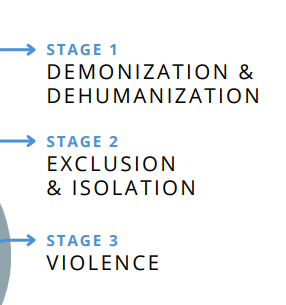 STAGE 1
DEMONIZATION &
DEHUMANIZATION
STAGE 2
EXCLUSION
& ISOLATION
STAGE 3
VIOLENCE